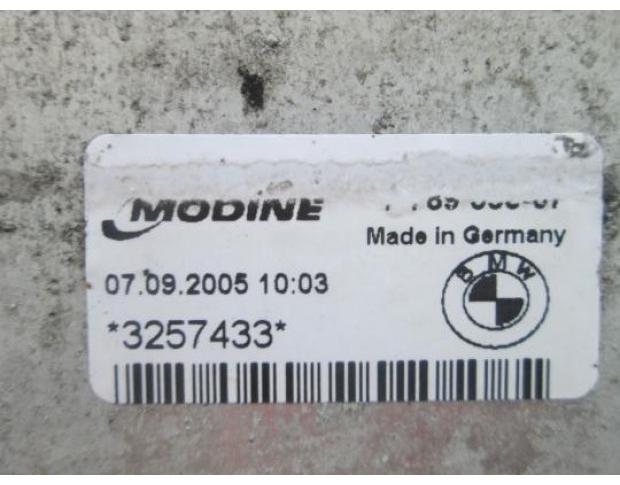 MODINE
Made in Germany
07.09.2005 10:03
BMW
*3257433*